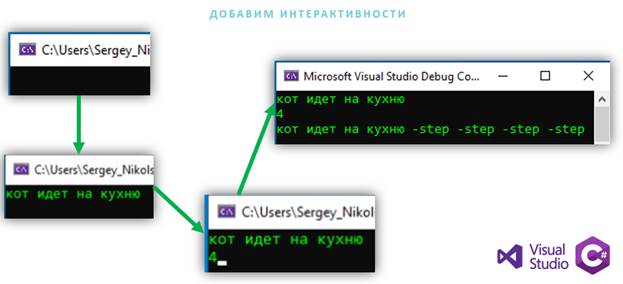 ДОБАВИМ ИНТЕРАКТИВНОСТИ
C:\Users\Sergey_Nik
C:\Users\Sergey_Nikols
кот идет на кухню
C:\Users\Sergey_Nikol
кот идет на кухню
4
Microsoft Visual Studio Debug Co...
кот идет на кухню
4
кот идет на кухню -step -step -step -step
Visual
Studio
C#